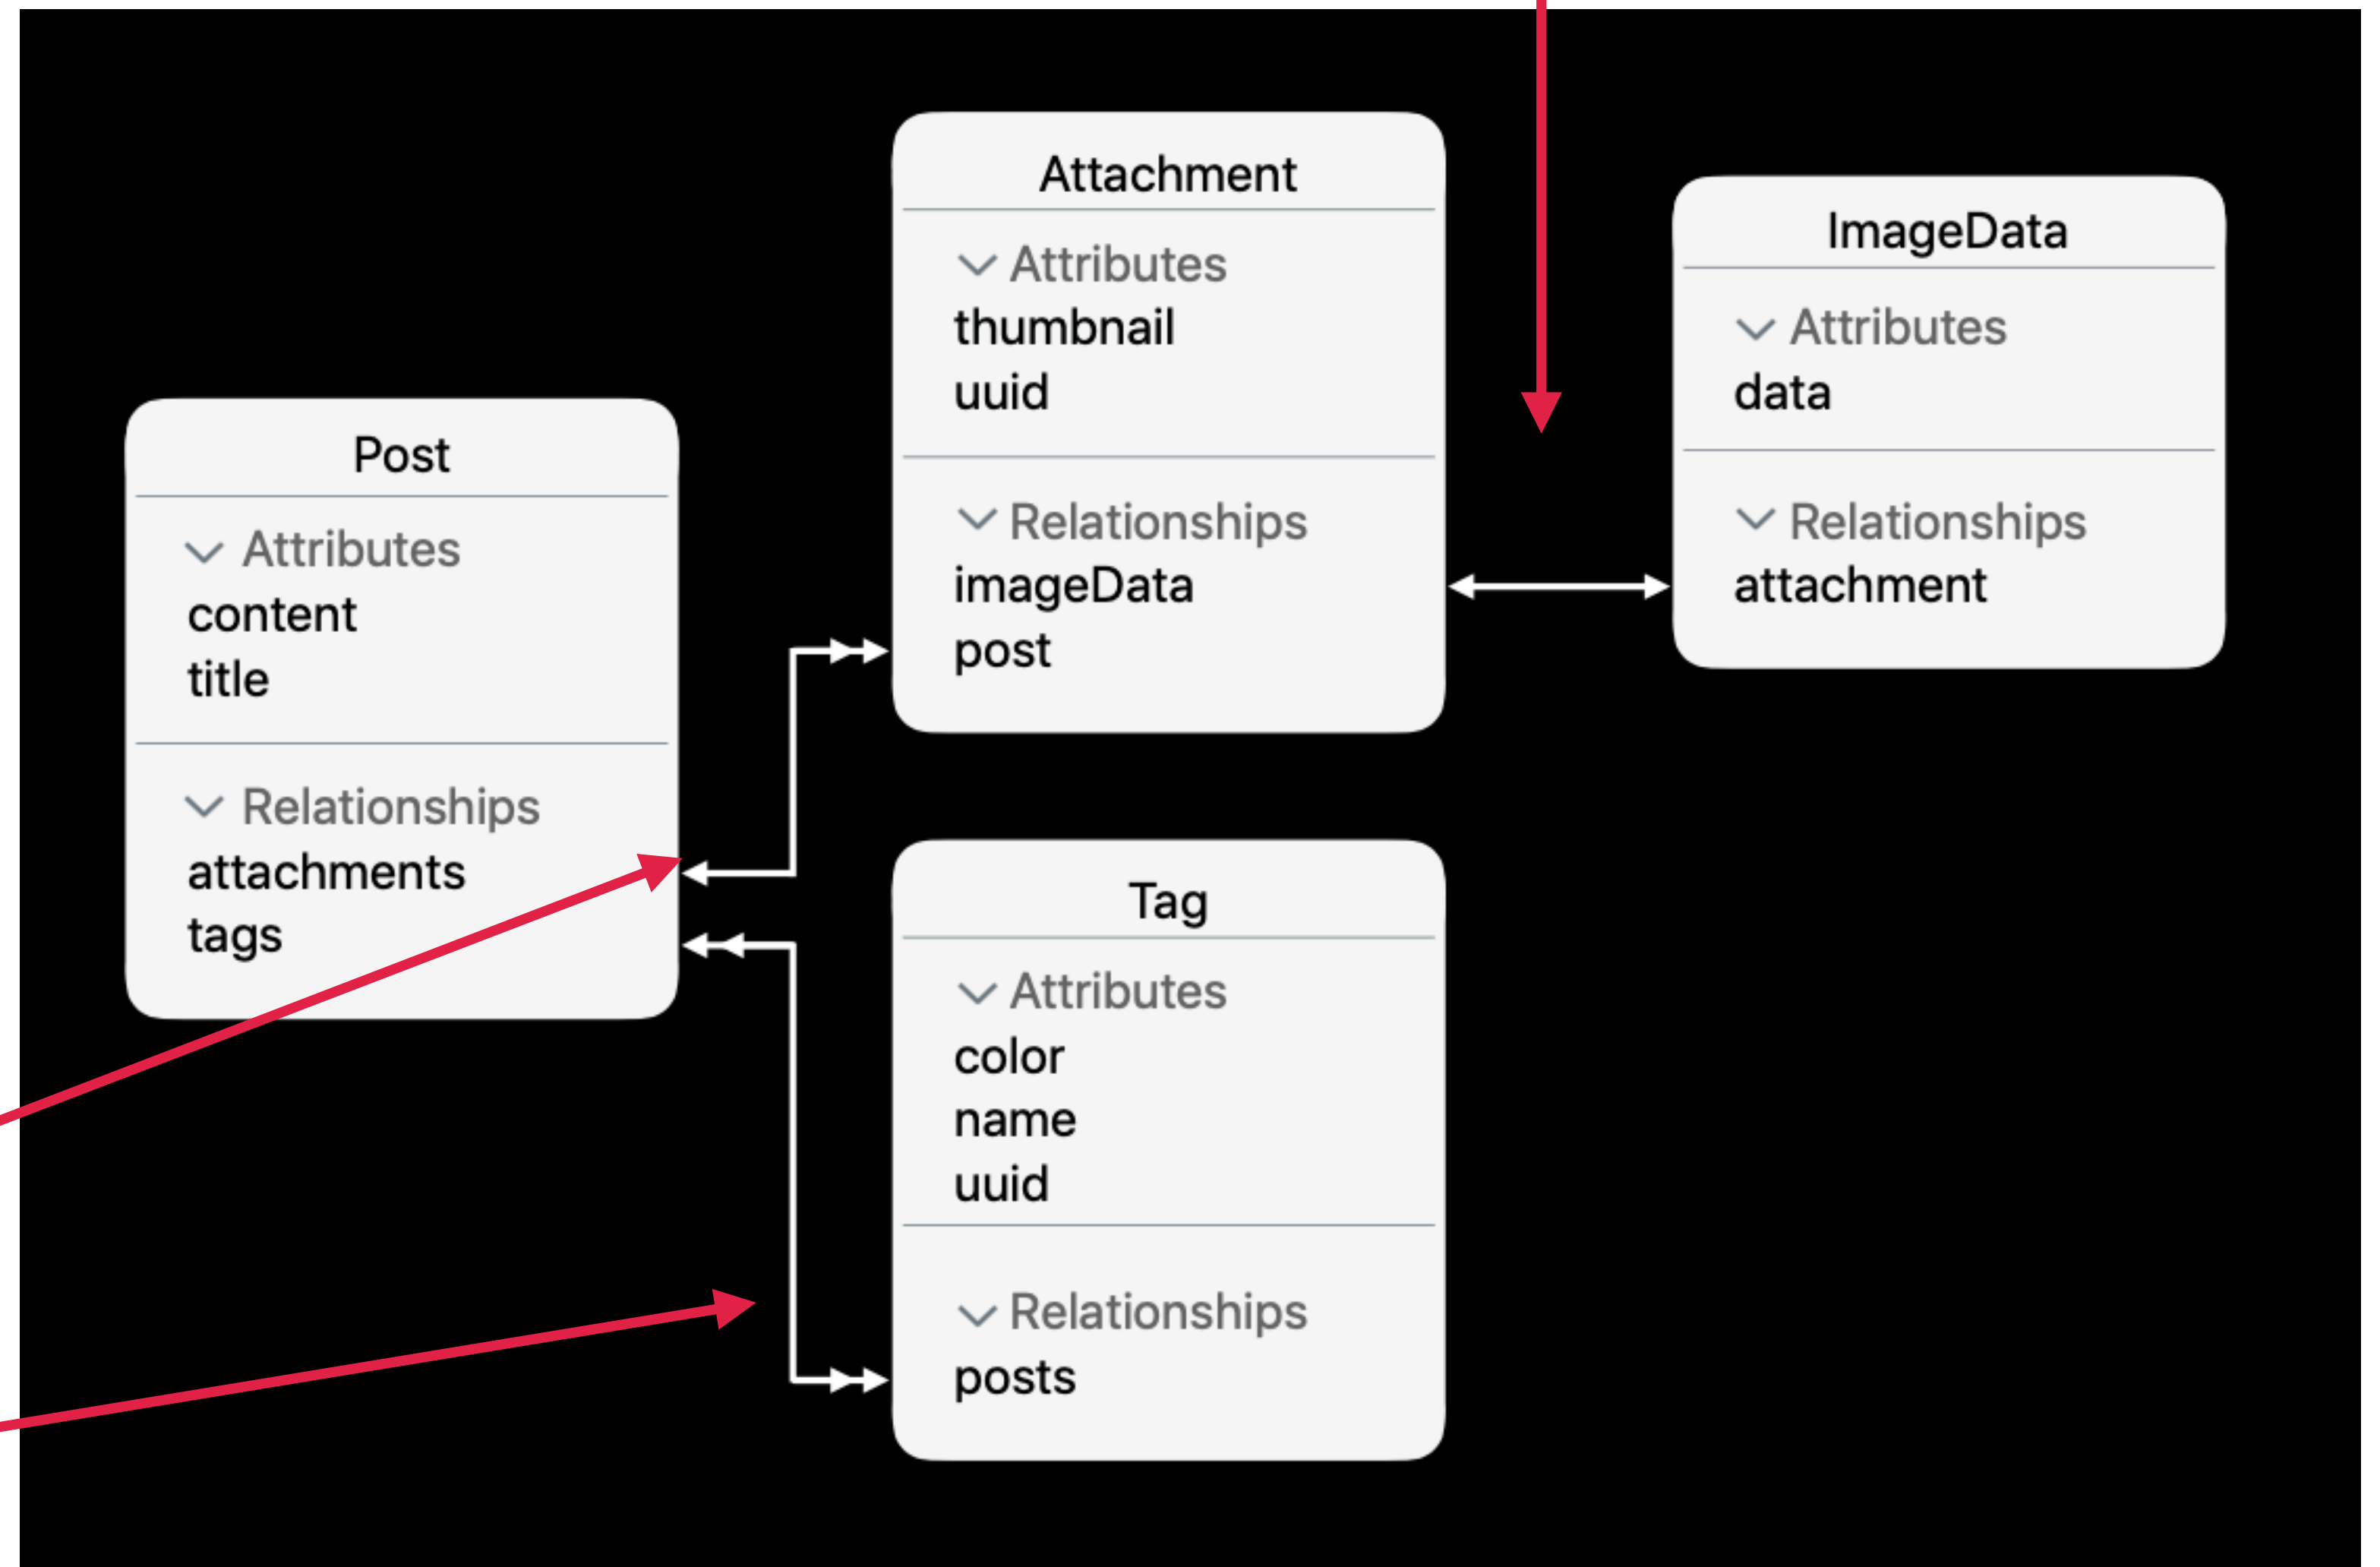 Post
Attributes
content
title
Relationships
attachments
tags
Attachment
Attributes
thumbnail
uuid
Relationships
imageData
post
ImageData
Attributes
data
Relationships
attachment
Tag
Attributes
color
name
uuid
Relationships
posts